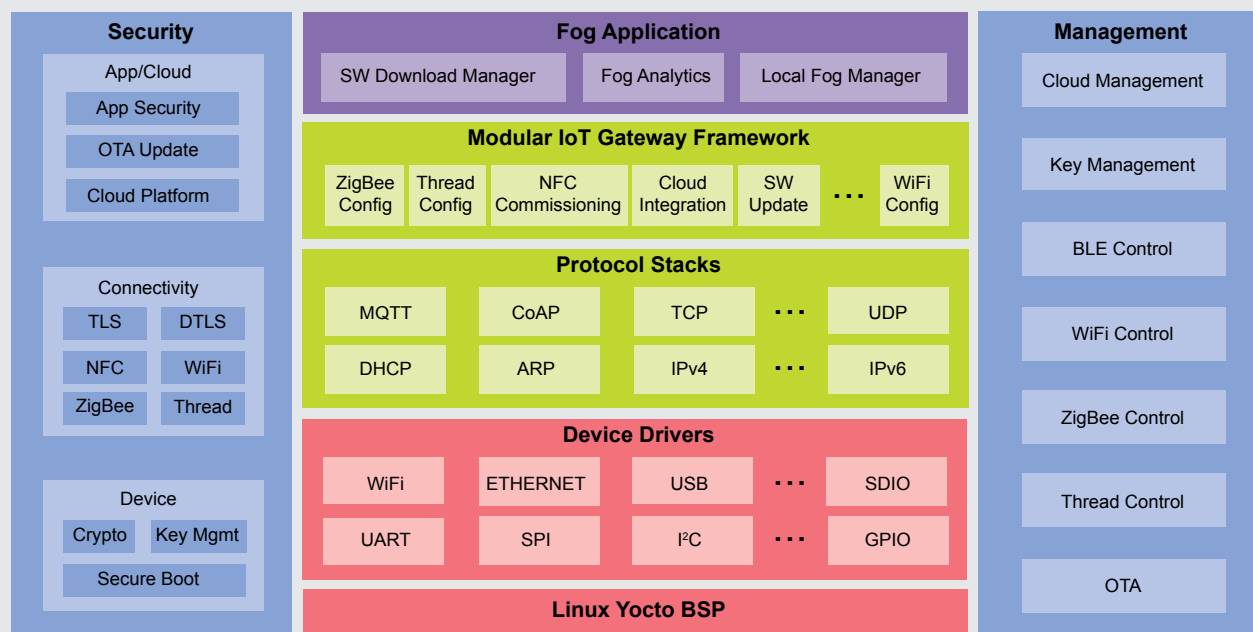 Security
App/Cloud
App Security
OTA Update
Cloud Platform
Connectivity
TLS
DTLS
NFC
WiFi
ZigBee
Thread
Device
Crypto
Key Mgmt
Secure Boot
Fog Application
SW Download Manager
Fog Analytics
Local Fog Manager
Modular IoT Gateway Framework
ZigBee
Config
Thread
Config
NFC
Commissioning
Cloud
Integration
SW
Update
...
WiFi
Config
Protocol Stacks
MQTT
CoAP
TCP
...
UDP
DHCP
ARP
IPv4
...
IPv6
Device Drivers
WiFi
ETHERNET
USB
...
SDIO
UART
SPI
I²C
...
GPIO
Linux Yocto BSP
Management
Cloud Management
Key Management
BLE Control
WiFi Control
ZigBee Control
Thread Control
OTA